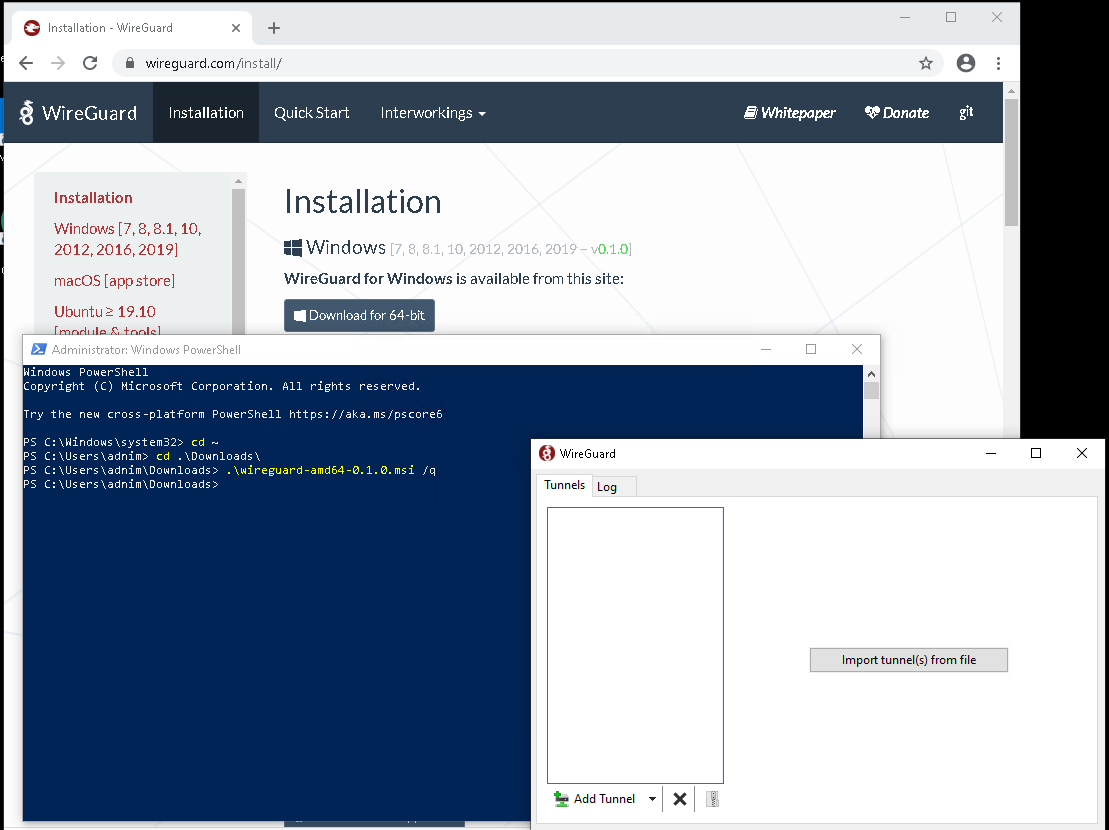 Installation - WireGuard
wireguard.com/install/
WireGuard
Installation
Quick Start
Interworkings
Whitepaper
Donate
git
Installation
Windows [7, 8, 8.1, 10,
2012, 2016, 2019]
macOS [app store]
Ubuntu ≥ 19.10
[module & tools]
Installation
Windows [7, 8, 8.1, 10, 2012, 2016, 2019 – v0.1.0]
WireGuard for Windows is available from this site:
Download for 64-bit
Administrator: Windows PowerShell
Windows PowerShell
Copyright (C) Microsoft Corporation. All rights reserved.
Try the new cross-platform PowerShell https://aka.ms/pscore6
PS C:\Windows\system32> cd ~
PS C:\Users\adnim> cd .\Downloads\
PS C:\Users\adnim\Downloads> .\wireguard-amd64-0.1.0.msi /q
PS C:\Users\adnim\Downloads>
WireGuard
Tunnels
Log
Import tunnel(s) from file
Add Tunnel